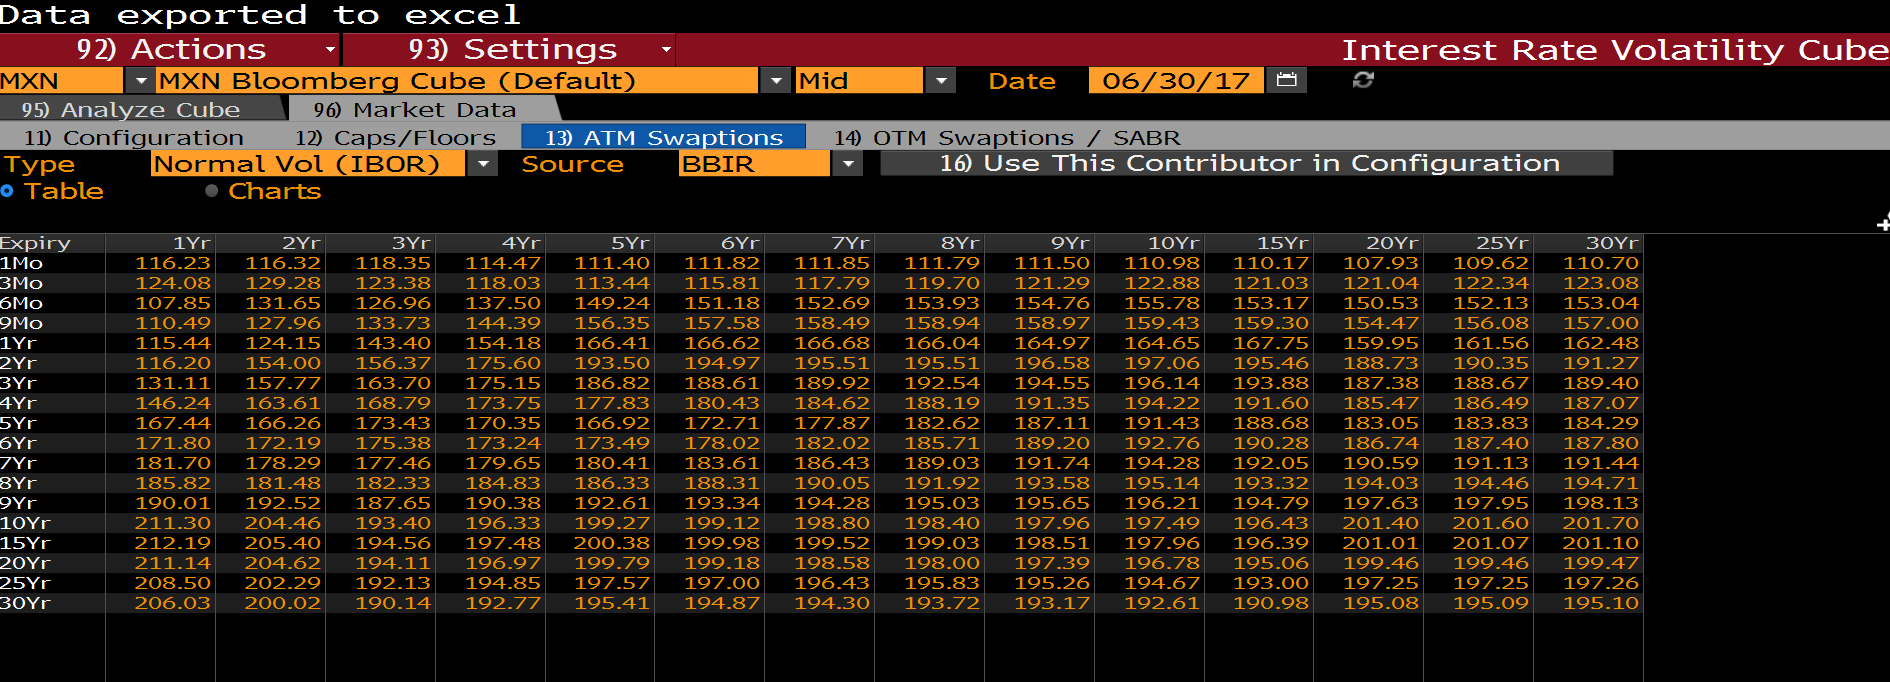 Data exported to excel
92) Actions 93) Settings Interest Rate Volatility Cube
MXN MXN Bloomberg Cube (Default) Mid Date 06/30/17
95) Analyze Cube 96) Market Data
11) Configuration 12) Caps/Floors 13) ATM Swaptions 14) OTM Swaptions / SABR
Type Normal Vol (IBOR) Source BBIR 16) Use This Contributor in Configuration
Table Charts
Expiry 1Yr 2Yr 3Yr 4Yr 5Yr 6Yr 7Yr 8Yr 9Yr 10Yr 15Yr 20Yr 25Yr 30Yr
1Mo 116.23 116.32 118.35 114.47 111.40 111.82 111.85 111.79 111.50 110.98 110.17 107.93 109.62 110.70
3Mo 124.08 129.28 123.38 118.03 113.44 115.81 117.79 119.70 121.29 122.88 121.03 121.04 122.34 123.08
6Mo 107.85 131.65 126.96 137.50 149.24 151.18 152.69 153.93 154.76 155.78 153.17 150.53 152.13 153.04
9Mo 110.49 127.96 133.73 144.39 156.35 157.58 158.49 158.94 158.97 159.43 159.30 154.47 156.08 157.00
1Yr 115.44 124.15 143.40 154.18 166.41 166.62 166.68 166.04 164.97 164.65 167.75 159.95 161.56 162.48
2Yr 116.20 154.00 156.37 175.60 193.50 194.97 195.51 195.51 196.58 197.06 195.46 188.73 190.35 191.27
3Yr 131.11 157.77 163.70 175.15 186.82 188.61 189.92 192.54 194.55 196.14 193.88 187.38 188.67 189.40
4Yr 146.24 163.61 168.79 173.75 177.83 180.43 184.62 188.19 191.35 194.22 191.60 185.47 186.49 187.07
5Yr 167.44 166.26 173.43 170.35 166.92 172.71 177.87 182.62 187.11 191.43 188.68 183.05 183.83 184.29
6Yr 171.80 172.19 175.38 173.24 173.49 178.02 182.02 185.71 189.20 192.76 190.28 186.74 187.40 187.80
7Yr 181.70 178.29 177.46 179.65 180.41 183.61 186.43 189.03 191.74 194.28 192.05 190.59 191.13 191.44
8Yr 185.82 181.48 182.33 184.83 186.33 188.31 190.05 191.92 193.58 195.14 193.32 194.03 194.46 194.71
9Yr 190.01 192.52 187.65 190.38 192.61 193.34 194.28 195.03 195.65 196.21 194.79 197.63 197.95 198.13
10Yr 211.30 204.46 193.40 196.33 199.27 199.12 198.80 198.40 197.96 197.49 196.43 201.40 201.60 201.70
15Yr 212.19 205.40 194.56 197.48 200.38 199.98 199.52 199.03 198.51 197.96 196.39 201.01 201.07 201.10
20Yr 211.14 204.62 194.11 196.97 199.79 199.18 198.58 198.00 197.39 196.78 195.06 199.46 199.46 199.47
25Yr 208.50 202.29 192.13 194.85 197.57 197.00 196.43 195.83 195.26 194.67 193.00 197.25 197.25 197.26
30Yr 206.03 200.02 190.14 192.77 195.41 194.87 194.30 193.72 193.17 192.61 190.98 195.08 195.09 195.10